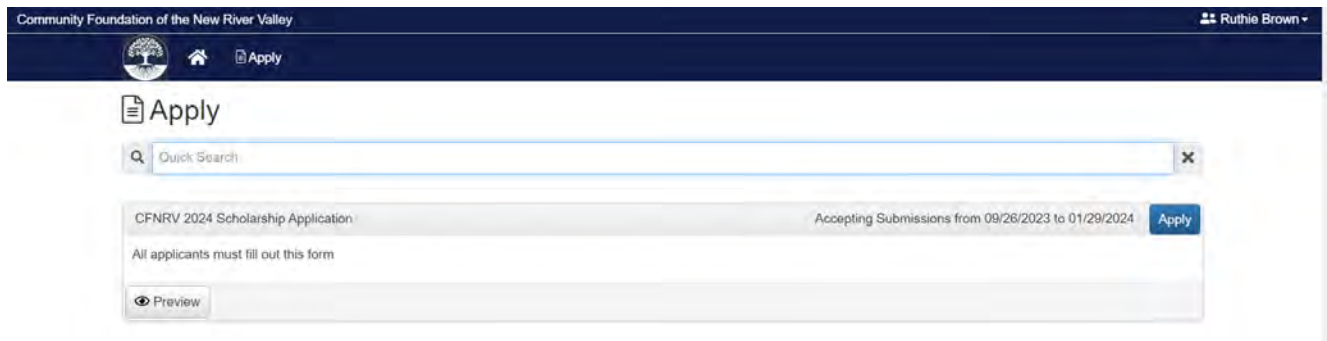 Community Foundation of the New River Valley
Ruthie Brown
Apply
Apply
Quick Search
CFNRV 2024 Scholarship Application Accepting Submissions from 09/26/2023 to 01/29/2024 Apply
All applicants must fill out this form
Preview